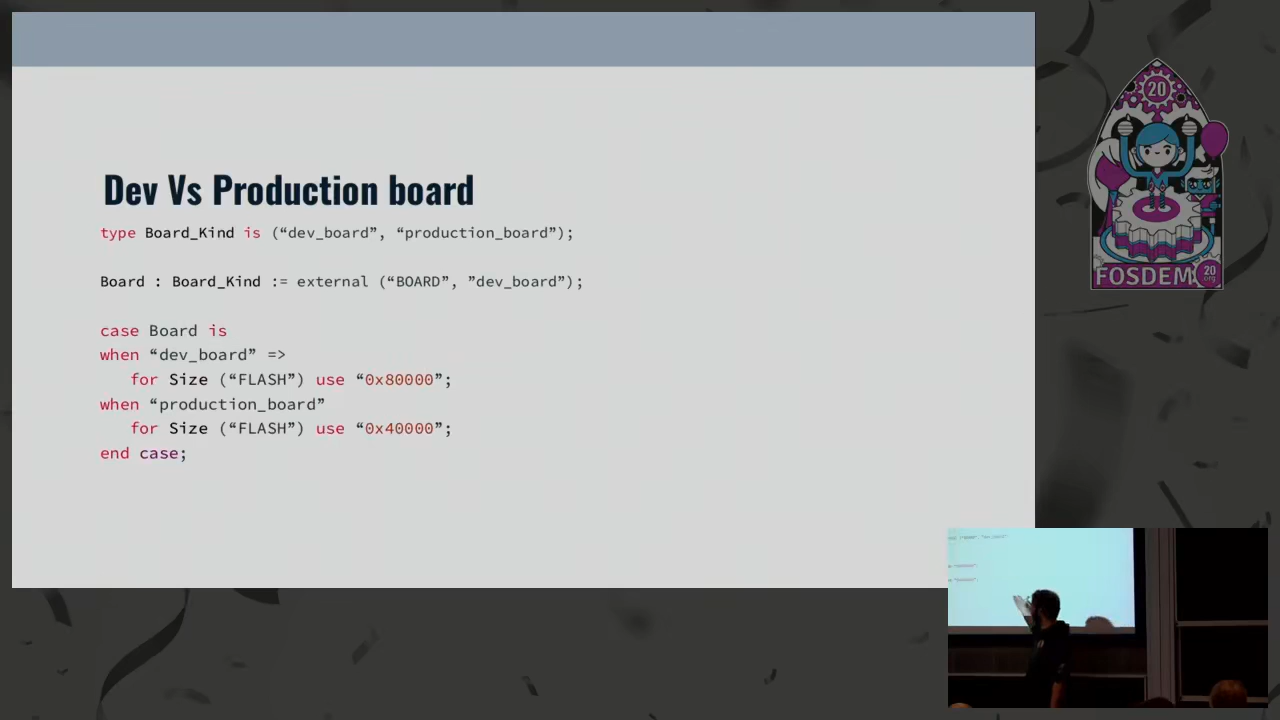 Dev Vs Production board
type Board_Kind is (“dev_board”, “production_board”);
Board : Board_Kind := external (“BOARD”, ”dev_board”);
case Board is
when “dev_board” =>
for Size (“FLASH”) use “0x80000”;
when “production_board”
for Size (“FLASH”) use “0x40000”;
end case;
20
FOSDEM
20
org